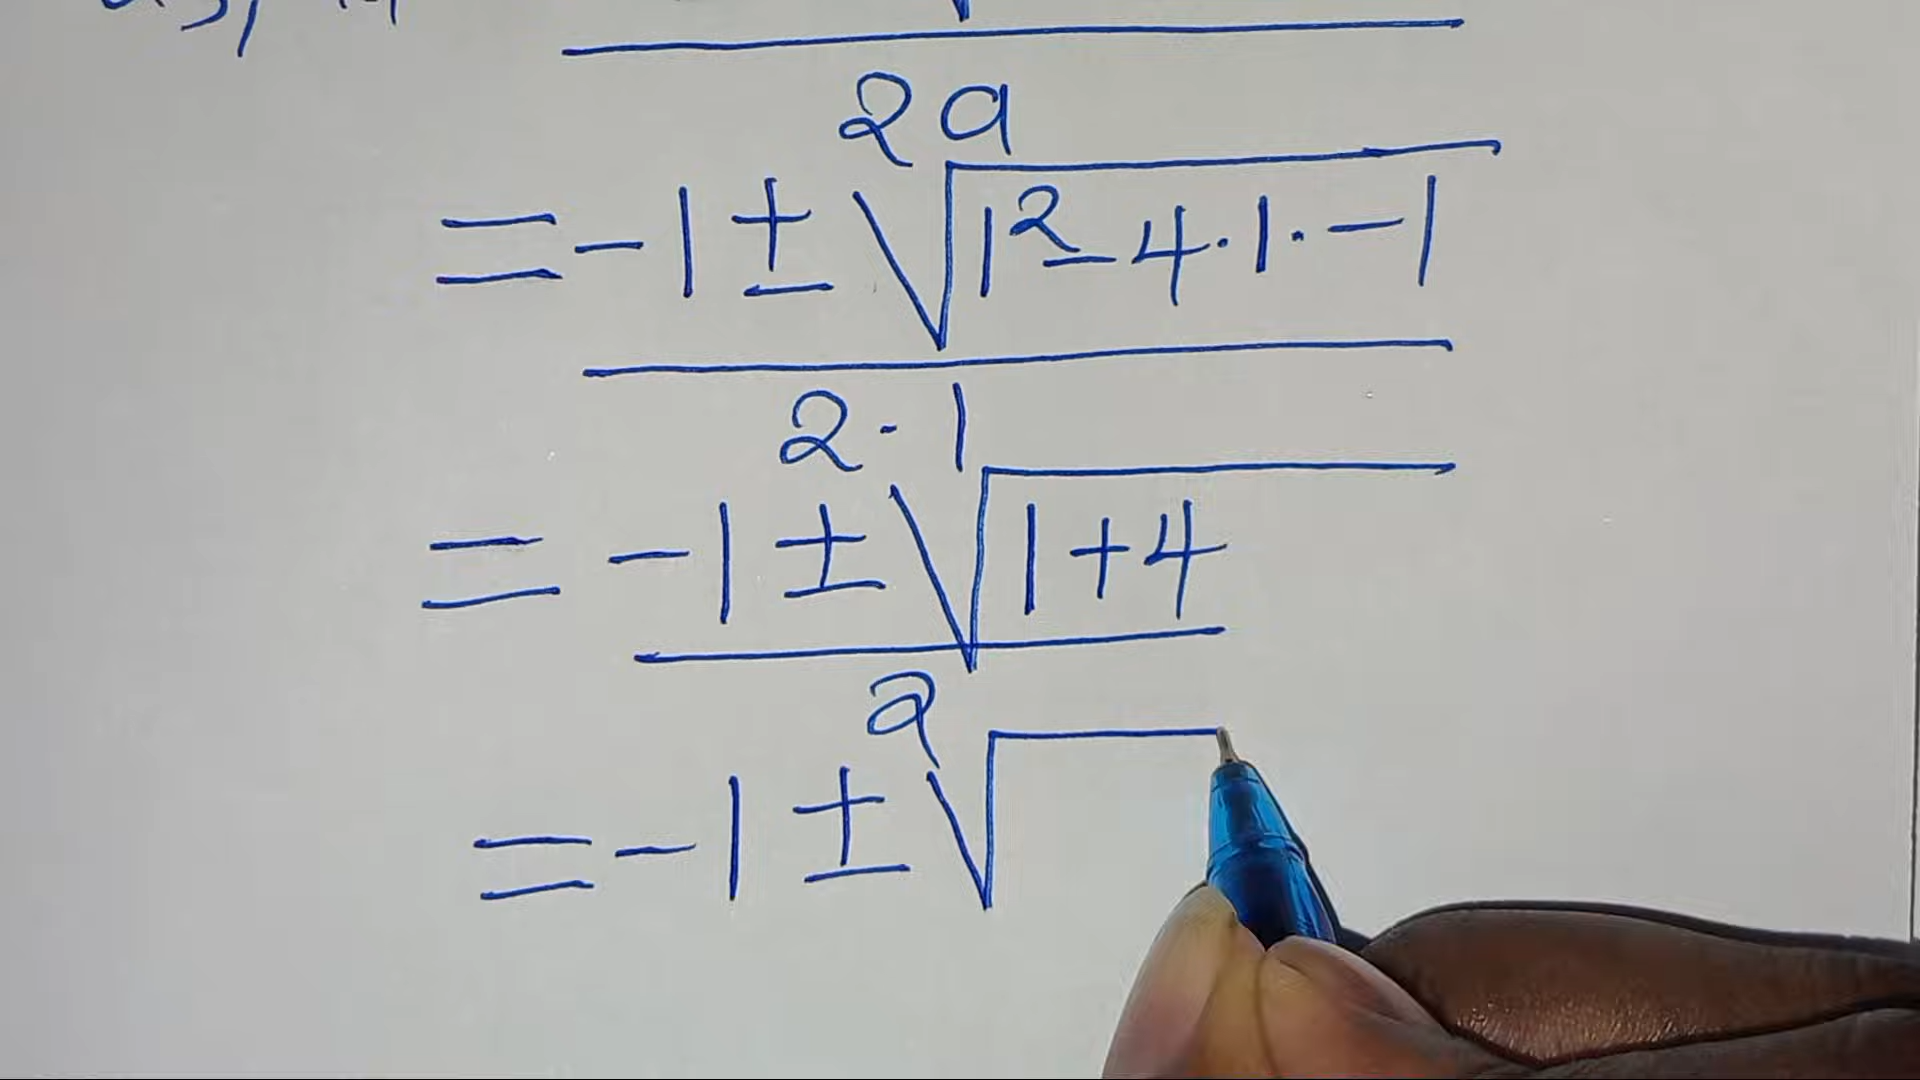 2a
= -1 ± √1² - 4·1·-1
2·1
= -1 ± √1+4
2
= -1 ± √